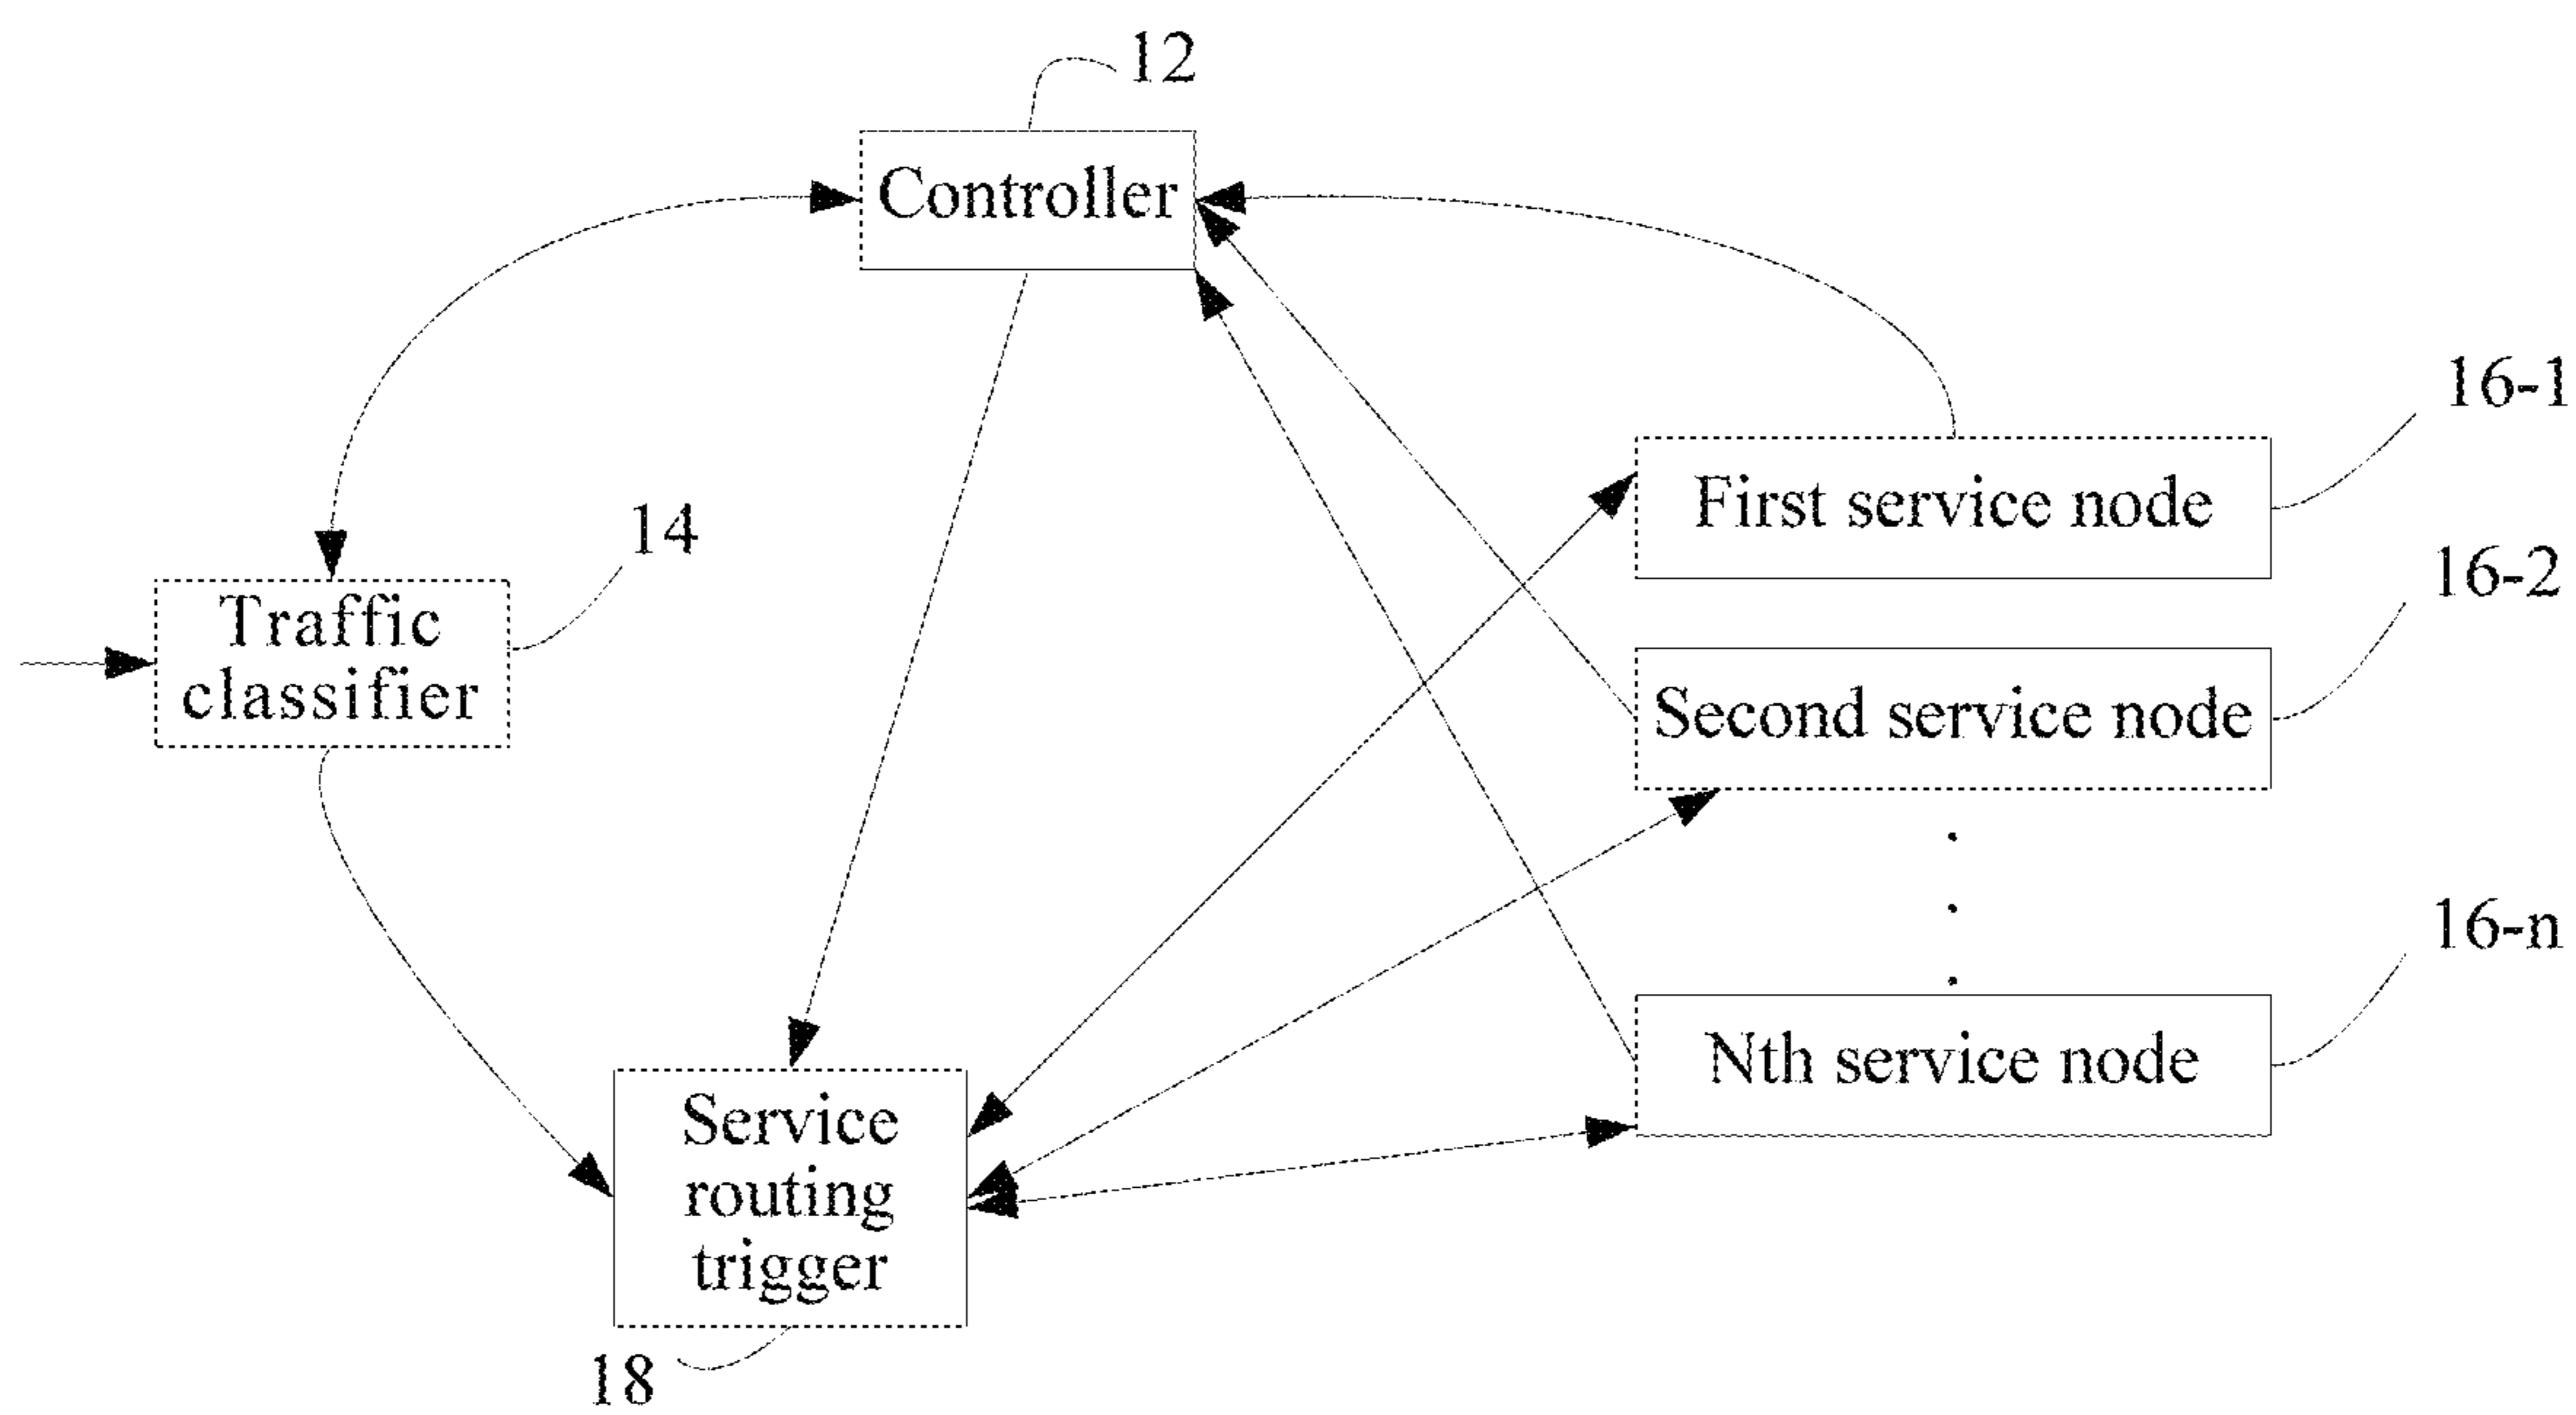 12
Controller
16-1
First service node
14
16-2
Traffic
classifier
Second service node
16-n
Nth service node
Service
routing
trigger
18